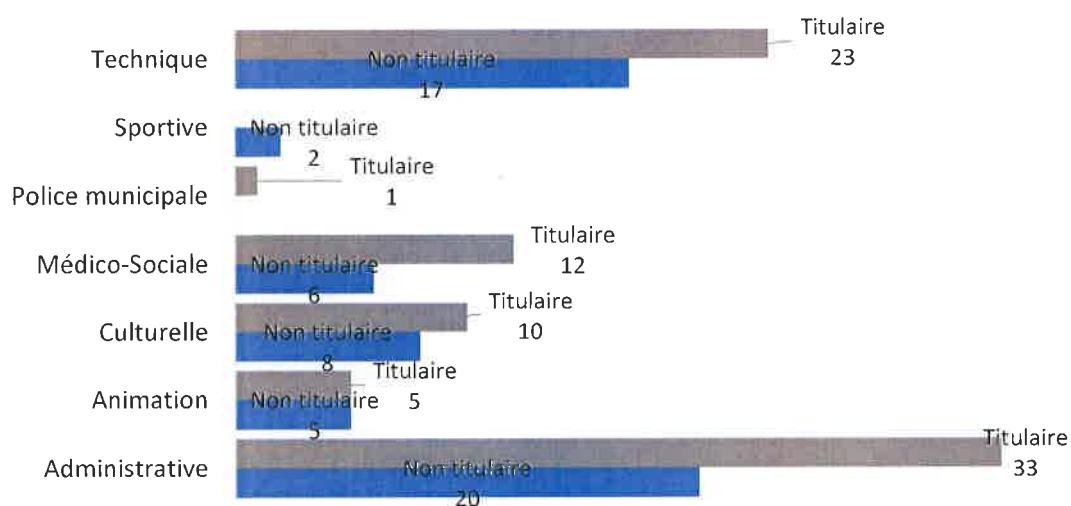 Titulaire
23
Technique
Non titulaire
17
Sportive
Non titulaire
2
Titulaire
1
Police municipale
Titulaire
12
Médico-Sociale
Non titulaire
6
Titulaire
10
Culturelle
Non titulaire
8
Titulaire
5
Animation
Non titulaire
5
Titulaire
33
Administrative
Non titulaire
20